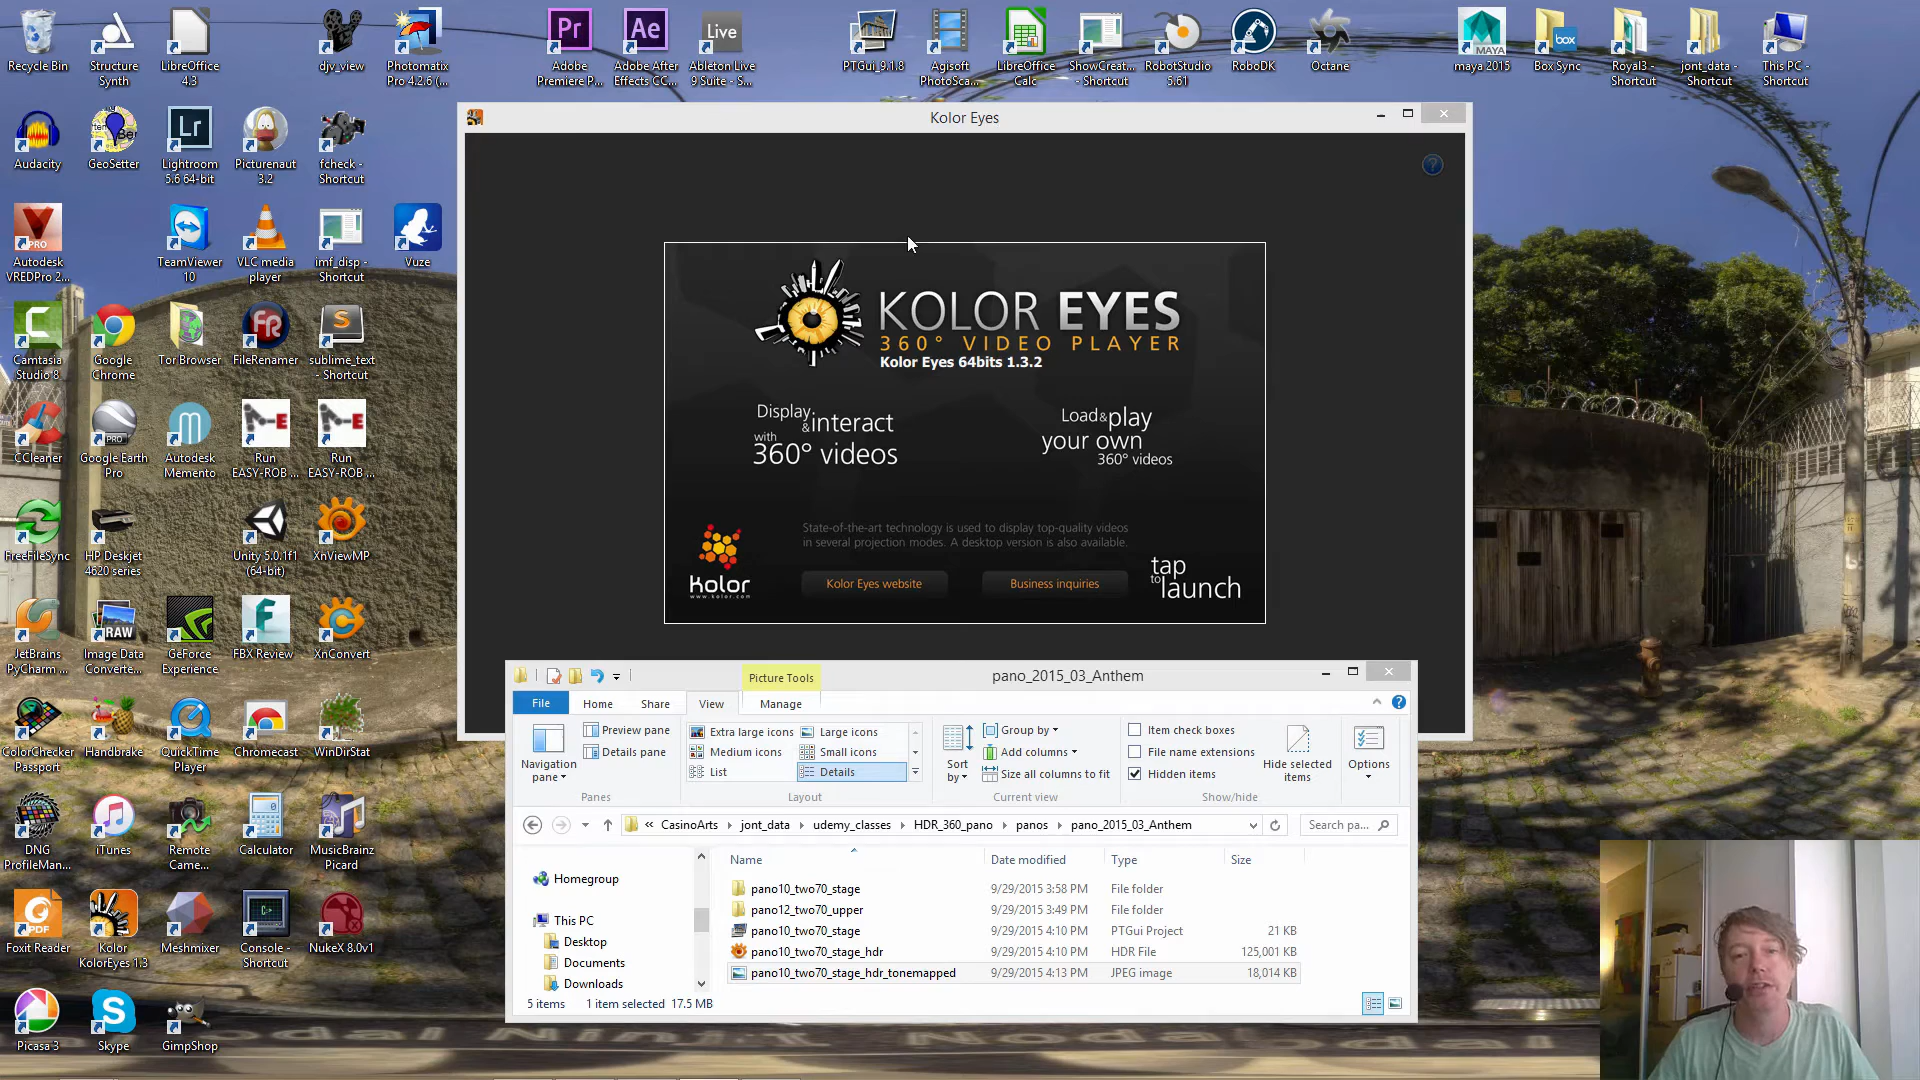 Recycle Bin
Structure
Synth
LibreOffice
4.3
djv_view
Photomatix
Pro 4.2.6 (...
Pr
Adobe
Premiere P...
Ae
Adobe After
Effects CC...
Live
Ableton Live
9 Suite - S...
PTGui_9.1.8
Agisoft
PhotoSca...
LibreOffice
Calc
ShowCreat...
- Shortcut
RobotStudio
5.61
RoboDK
Octane
MAYA
maya 2015
box
Box Sync
Royal3 -
Shortcut
jont_data -
Shortcut
This PC -
Shortcut
Audacity
GeoSetter
Lr
Lightroom
5.6 64-bit
Picturenaut
3.2
fcheck -
Shortcut
PRO
Autodesk
VREDPro 2...
TeamViewer
10
VLC media
player
imf_disp -
Shortcut
Vuze
Camtasia
Studio 8
Google
Chrome
Tor Browser
FR
FileRenamer
sublime_text
- Shortcut
CCleaner
PRO
Google Earth
Pro
Autodesk
Memento
Run
EASY-ROB ...
Run
EASY-ROB ...
FreeFileSync
HP Deskjet
4620 series
Unity 5.0.1f1
(64-bit)
XnViewMP
JetBrains
PyCharm ...
RAW
Image Data
Converte...
GeForce
Experience
FBX Review
XnConvert
ColorChecker
Passport
Handbrake
QuickTime
Player
Chromecast
WinDirStat
DNG
ProfileMan...
iTunes
Remote
Came...
Calculator
MusicBrainz
Picard
PDF
Foxit Reader
Kolor
KolorEyes 1.3
Meshmixer
Console -
Shortcut
NukeX 8.0v1
Picasa 3
Skype
GimpShop
Kolor Eyes
KOLOR EYES
360° VIDEO PLAYER
Kolor Eyes 64bits 1.3.2
Display
& interact
with
360° videos
Load & play
your own
360° videos
State-of-the-art technology is used to display top-quality videos
in several projection modes. A desktop version is also available.
kolor
www.kolor.com
Kolor Eyes website
Business inquiries
tap
to launch
Picture Tools
pano_2015_03_Anthem
File
Home
Share
View
Manage
Navigation
pane
Preview pane
Details pane
Panes
Extra large icons
Large icons
Medium icons
Small icons
List
Details
Layout
Sort
by
Group by
Add columns
Size all columns to fit
Current view
Item check boxes
File name extensions
Hidden items
Hide selected
items
Show/hide
Options
« CasinoArts
jont_data
udemy_classes
HDR_360_pano
panos
pano_2015_03_Anthem
Search pa...
Homegroup
This PC
Desktop
Documents
Downloads
Name
Date modified
Type
Size
pano10_two70_stage 9/29/2015 3:58 PM File folder
pano12_two70_upper 9/29/2015 3:49 PM File folder
pano10_two70_stage 9/29/2015 4:10 PM PTGui Project 21 KB
pano10_two70_stage_hdr 9/29/2015 4:10 PM HDR File 125,001 KB
pano10_two70_stage_hdr_tonemapped 9/29/2015 4:13 PM JPEG image 18,014 KB
5 items
1 item selected 17.5 MB